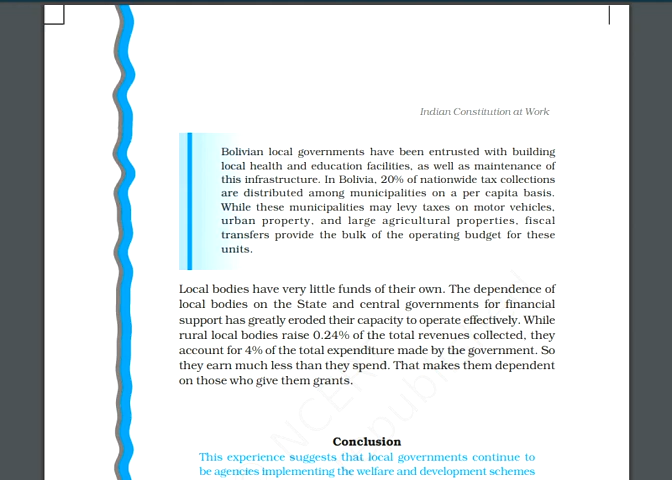 Indian Constitution at Work
Bolivian local governments have been entrusted with building
local health and education facilities, as well as maintenance of
this infrastructure. In Bolivia, 20% of nationwide tax collections
are distributed among municipalities on a per capita basis.
While these municipalities may levy taxes on motor vehicles,
urban property, and large agricultural properties, fiscal
transfers provide the bulk of the operating budget for these
units.
Local bodies have very little funds of their own. The dependence of
local bodies on the State and central governments for financial
support has greatly eroded their capacity to operate effectively. While
rural local bodies raise 0.24% of the total revenues collected, they
account for 4% of the total expenditure made by the government. So
they earn much less than they spend. That makes them dependent
on those who give them grants.
Conclusion
This experience suggests that local governments continue to
be agencies implementing the welfare and development schemes